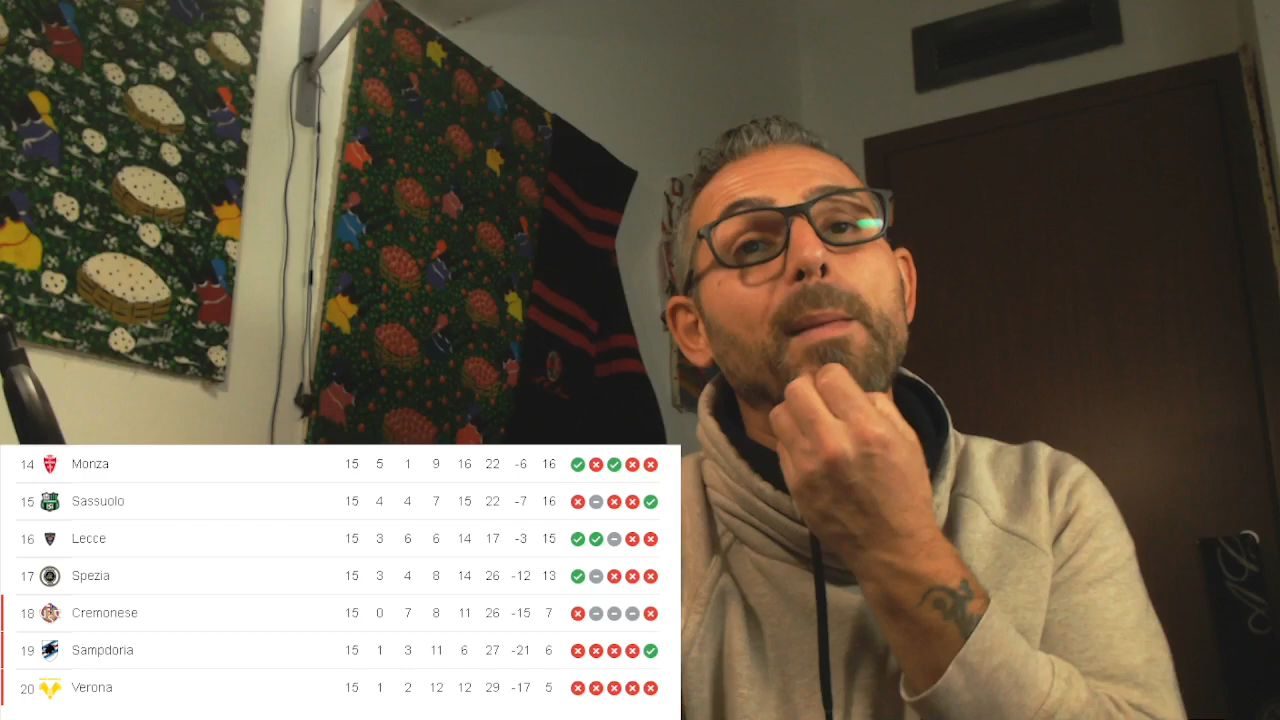 14 Monza 15 5 1 9 16 22 -6 16
15 Sassuolo 15 4 4 7 15 22 -7 16
16 Lecce 15 3 6 6 14 17 -3 15
17 Spezia 15 3 4 8 14 26 -12 13
18 Cremonese 15 0 7 8 11 26 -15 7
19 Sampdoria 15 1 3 11 6 27 -21 6
20 Verona 15 1 2 12 12 29 -17 5